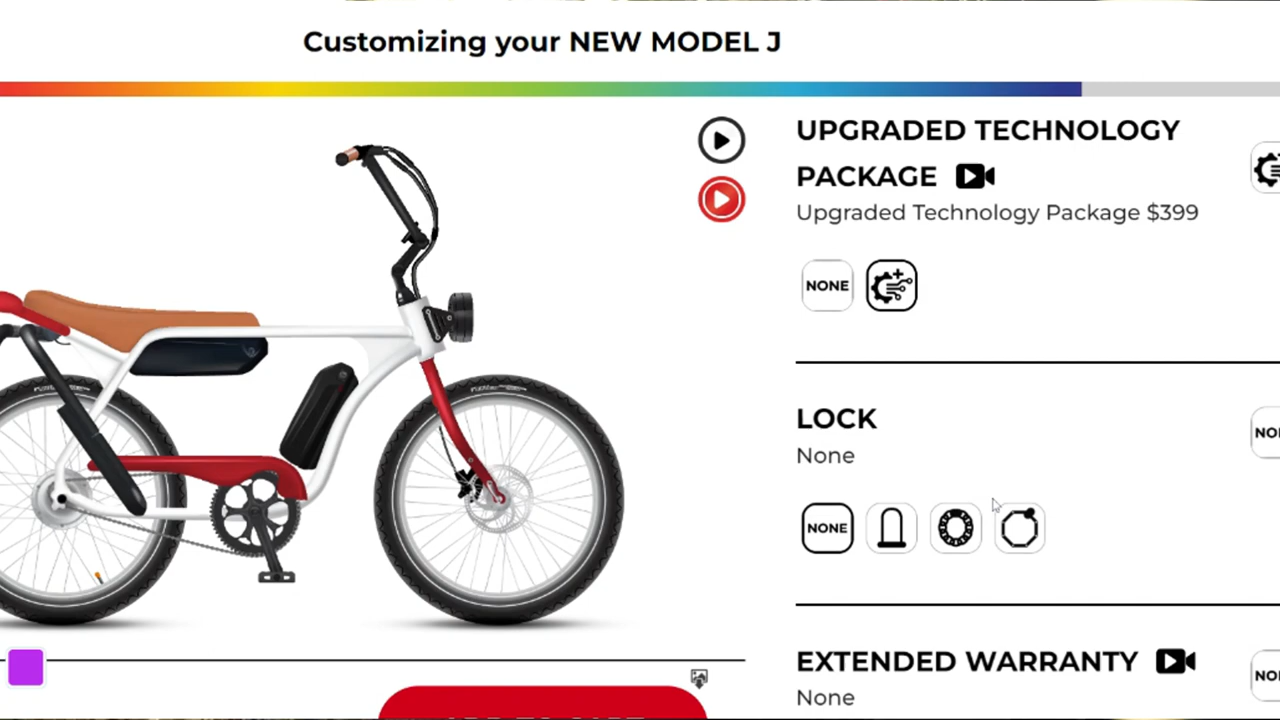 Customizing your NEW MODEL J
UPGRADED TECHNOLOGY
PACKAGE
Upgraded Technology Package $399
NONE
LOCK
None
NONE
EXTENDED WARRANTY
None